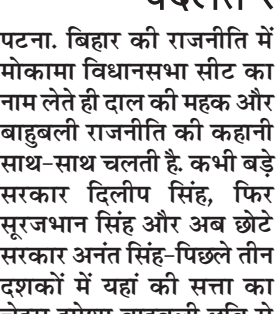 पटना. बिहार की राजनीति में
मोकामा विधानसभा सीट का
नाम लेते ही दाल की महक और
बाहुबली राजनीति की कहानी
साथ-साथ चलती है. कभी बड़े
सरकार दिलीप सिंह, फिर
सूरजभान सिंह और अब छोटे
सरकार अनंत सिंह-पिछले तीन
दशकों में यहां की सत्ता का